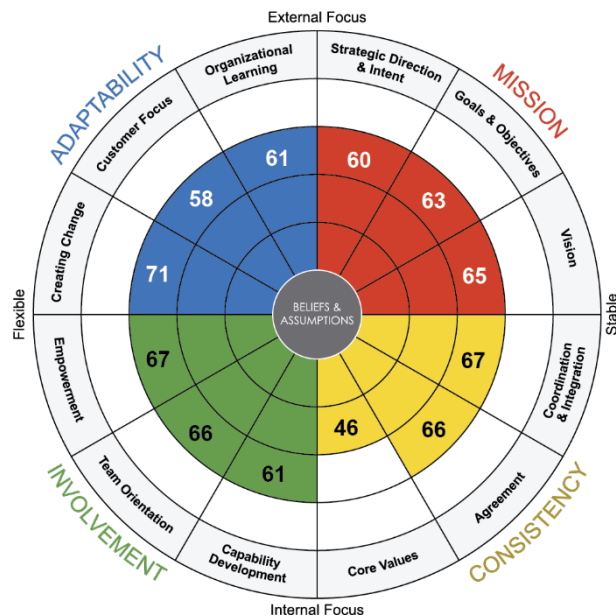 External Focus
ADAPTABILITY
MISSION
Organizational
Learning
Strategic Direction
& Intent
Customer Focus
Goals & Objectives
Creating Change
Vision
61
60
58
63
71
65
BELIEFS &
ASSUMPTIONS
Flexible
Stable
67
67
66
66
61
46
Empowerment
Coordination
& Integration
Team Orientation
Agreement
Capability
Development
Core Values
INVOLVEMENT
CONSISTENCY
Internal Focus